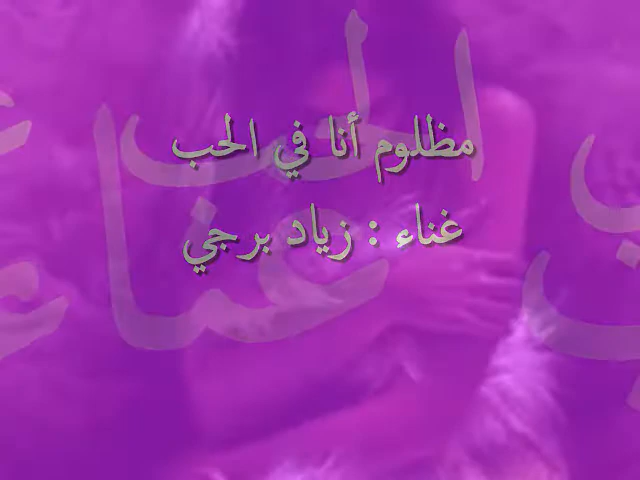 مظلوم أنا في الحب
غناء : زياد برجي